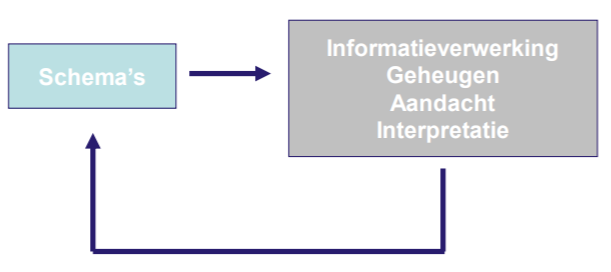 Schema's
Informatieverwerking
Geheugen
Aandacht
Interpretatie